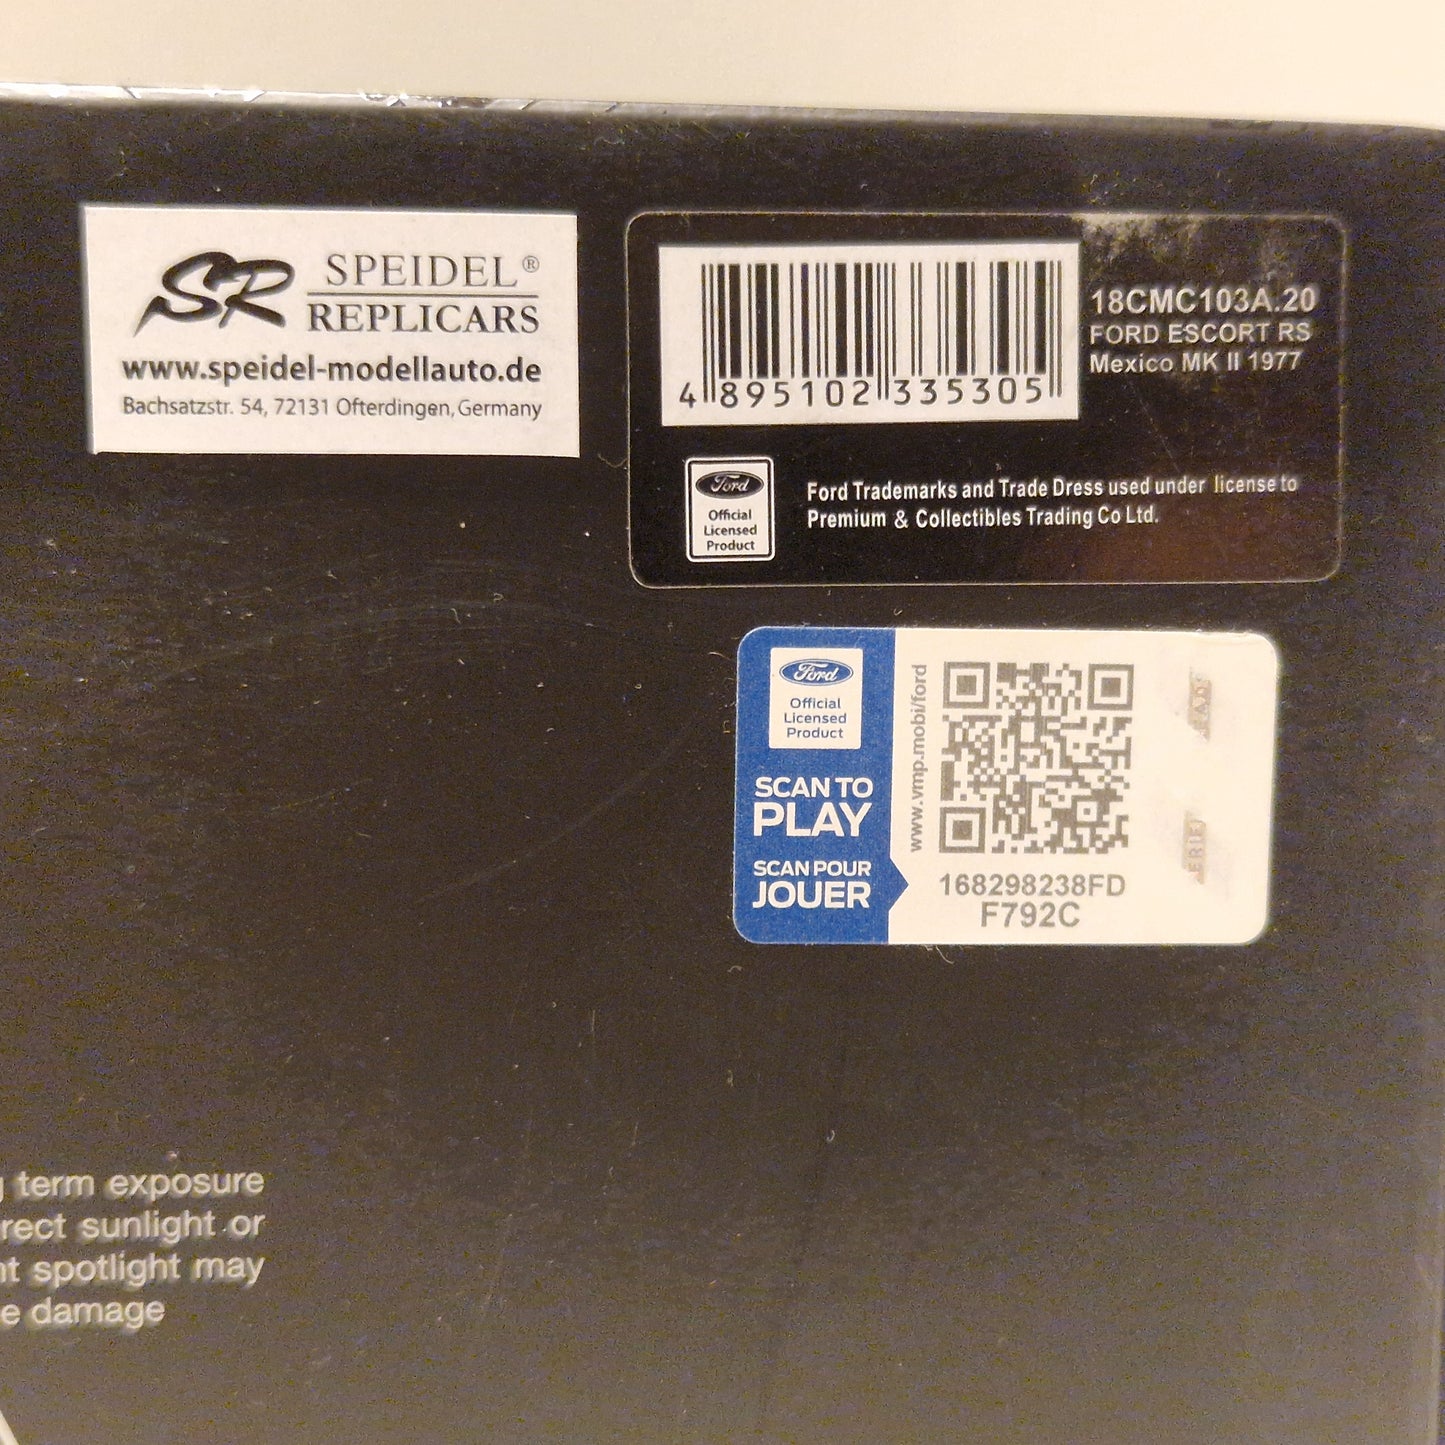 SR SPEIDEL®
REPLICARS
www.speidel-modellauto.de
Bachsatzstr. 54, 72131 Ofterdingen, Germany
4 895102 335305
18CMC103A.20
FORD ESCORT RS
Mexico MK II 1977
Ford
Official
Licensed
Product
Ford Trademarks and Trade Dress used under license to
Premium & Collectibles Trading Co Ltd.
Ford
Official
Licensed
Product
SCAN TO
PLAY
SCAN POUR
JOUER
www.vmp.mobi/ford
168298238FD
F792C
term exposure
rect sunlight or
spotlight may
e damage